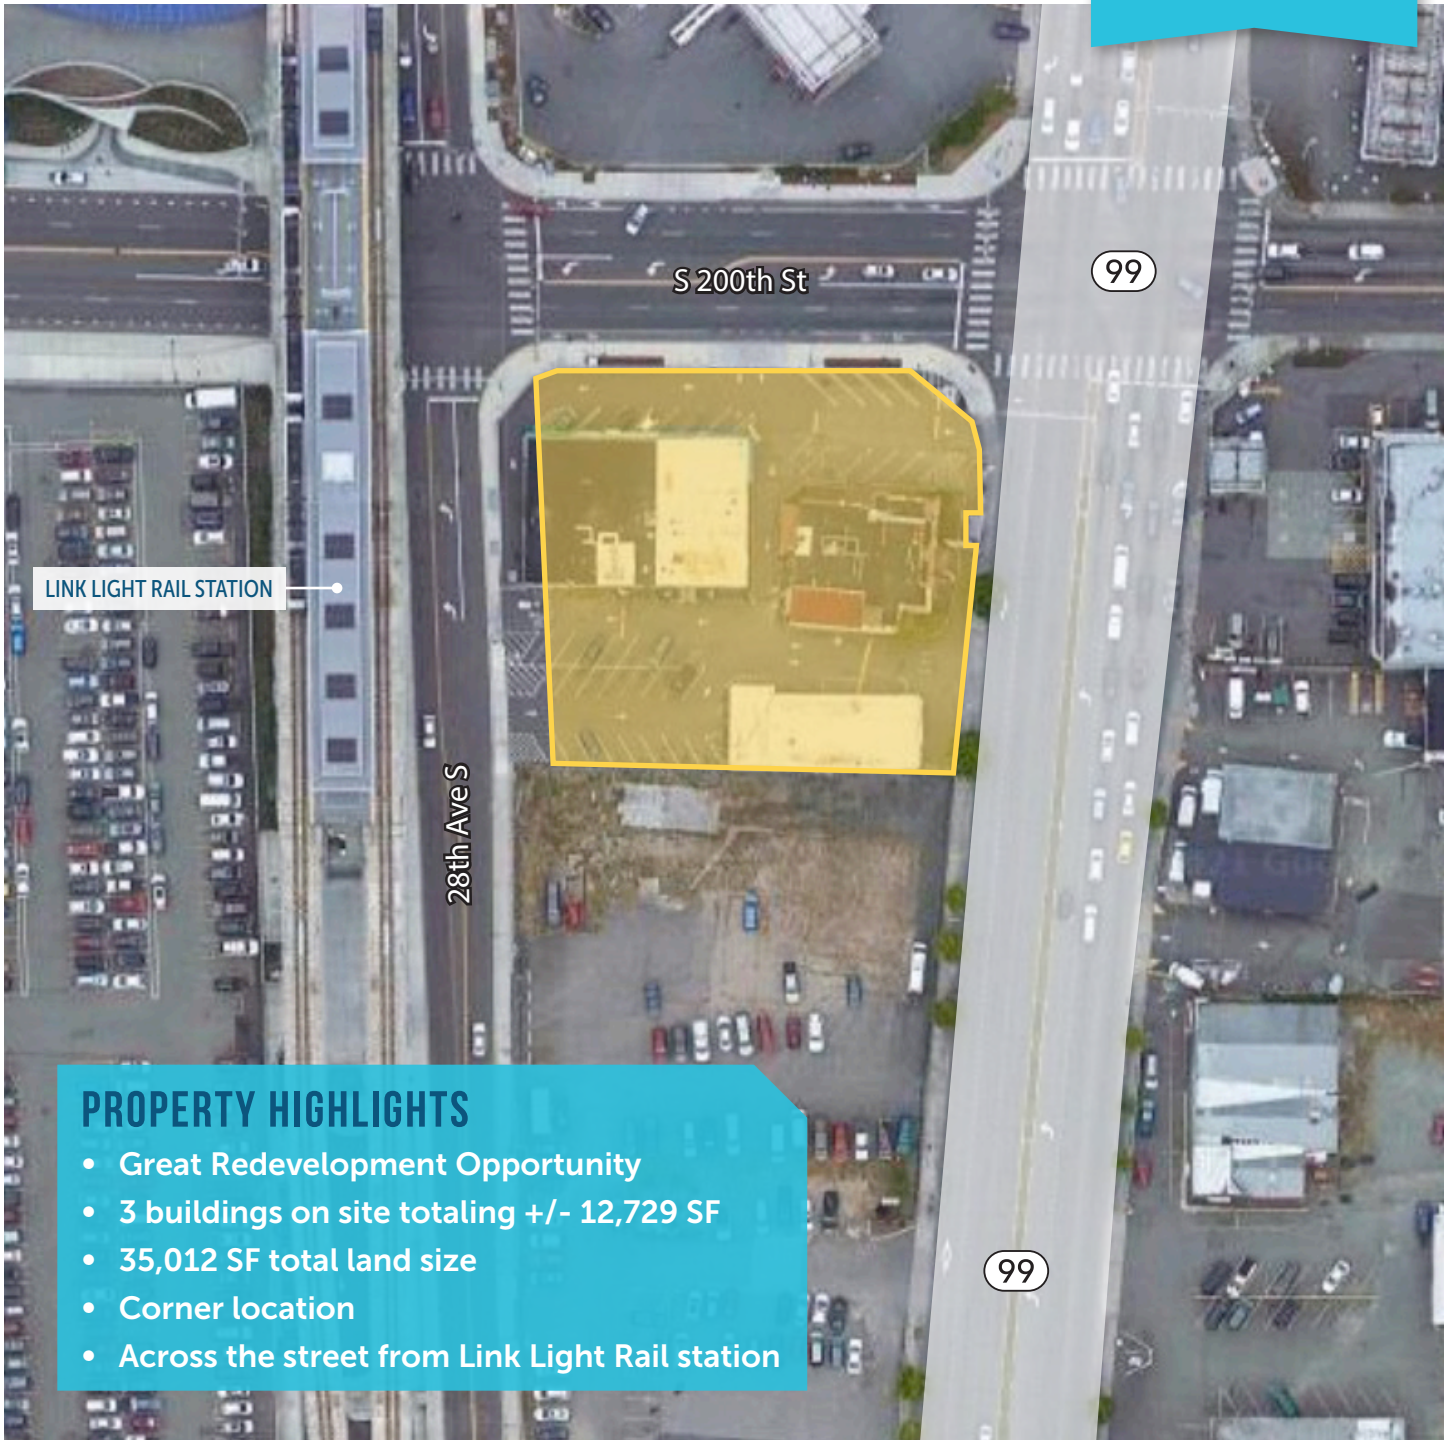 S 200th St
99
LINK LIGHT RAIL STATION
28th Ave S
PROPERTY HIGHLIGHTS
• Great Redevelopment Opportunity
• 3 buildings on site totaling +/- 12,729 SF
• 35,012 SF total land size
• Corner location
• Across the street from Link Light Rail station
99